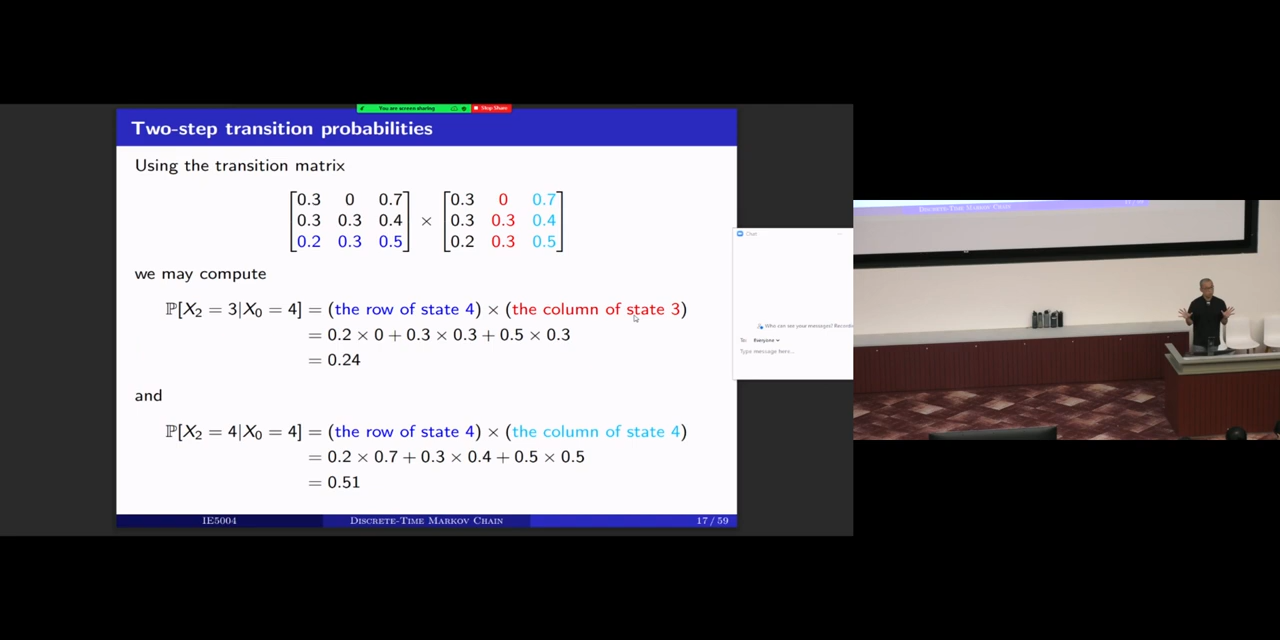 You are screen sharing
Stop Share
Two-step transition probabilities
Using the transition matrix
[0.3 0 0.7] × [0.3 0 0.7]
[0.3 0.3 0.4] [0.3 0.3 0.4]
[0.2 0.3 0.5] [0.2 0.3 0.5]
we may compute
ℙ[X₂ = 3|X₀ = 4] = (the row of state 4) × (the column of state 3)
= 0.2 × 0 + 0.3 × 0.3 + 0.5 × 0.3
= 0.24
and
ℙ[X₂ = 4|X₀ = 4] = (the row of state 4) × (the column of state 4)
= 0.2 × 0.7 + 0.3 × 0.4 + 0.5 × 0.5
= 0.51
IE5004 Discrete-Time Markov Chain 17 / 59
Who can see your messages?
To: Everyone
Type message here...
Discrete-Time Markov Chain